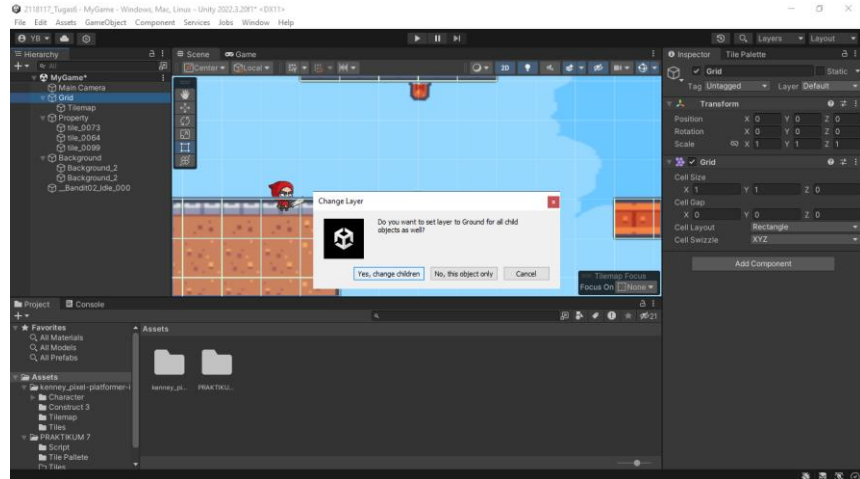 2118117_Tugas6 - MyGame - Windows, Mac, Linux - Unity 2022.3.20f1* <DX11>
File Edit Assets GameObject Component Services Jobs Window Help
YB Layers Layout
Hierarchy
All
MyGame*
Main Camera
Grid
Tilemap
Property
tile_0073
tile_0064
tile_0099
Background
Background_2
Background_2
__Bandit02_Idle_000
Scene Game
Center Local 2D
Change Layer
Do you want to set layer to Ground for all child
objects as well?
Yes, change children No, this object only Cancel
Tilemap Focus
Focus On None
Inspector Tile Palette
Grid Static
Tag Untagged Layer Default
Transform
Position X 0 Y 0 Z 0
Rotation X 0 Y 0 Z 0
Scale X 1 Y 1 Z 1
Grid
Cell Size
X 1 Y 1 Z 0
Cell Gap
X 0 Y 0 Z 0
Cell Layout Rectangle
Cell Swizzle XYZ
Add Component
Project Console
21
Favorites
All Materials
All Models
All Prefabs
Assets
kenney_pixel-platformer-i
Character
Construct 3
Tilemap
Tiles
PRAKTIKUM 7
Script
Tile Pallete
Tiles
Assets
kenney_pi... PRAKTIKU...